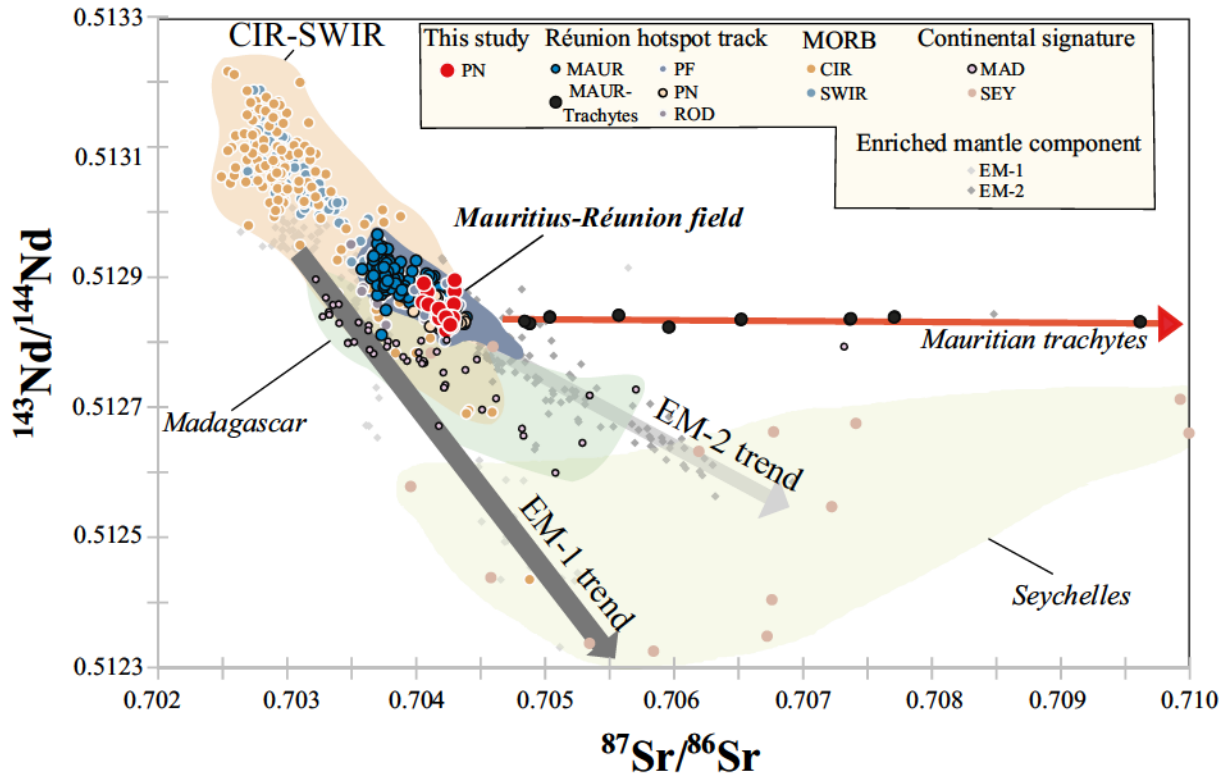 0.5133
0.5131
0.5129
0.5127
0.5125
0.5123
143Nd/144Nd
CIR-SWIR
This study
PN
Réunion hotspot track
MAUR
MAUR-
Trachytes
PF
PN
ROD
MORB
CIR
SWIR
Continental signature
MAD
SEY
Enriched mantle component
EM-1
EM-2
Mauritius-Réunion field
Mauritian trachytes
Madagascar
EM-2 trend
EM-1 trend
Seychelles
0.702
0.703
0.704
0.705
0.706
0.707
0.708
0.709
0.710
87Sr/86Sr